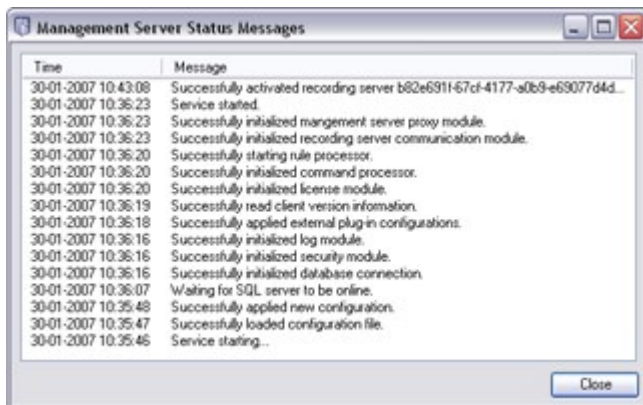 Management Server Status Messages
Time Message
30-01-2007 10:43:08 Successfully activated recording server b82e691f-67cf-4177-a0b9-e69077d4d...
30-01-2007 10:36:23 Service started.
30-01-2007 10:36:23 Successfully initialized mangement server proxy module.
30-01-2007 10:36:23 Successfully initialized recording server communication module.
30-01-2007 10:36:20 Successfully starting rule processor.
30-01-2007 10:36:20 Successfully initialized command processor.
30-01-2007 10:36:20 Successfully initialized license module.
30-01-2007 10:36:19 Successfully read client version information.
30-01-2007 10:36:18 Successfully applied external plug-in configurations.
30-01-2007 10:36:16 Successfully initialized log module.
30-01-2007 10:36:16 Successfully initialized security module.
30-01-2007 10:36:16 Successfully initialized database connection.
30-01-2007 10:36:07 Waiting for SQL server to be online.
30-01-2007 10:35:48 Successfully applied new configuration.
30-01-2007 10:35:47 Successfully loaded configuration file.
30-01-2007 10:35:46 Service starting...
Close